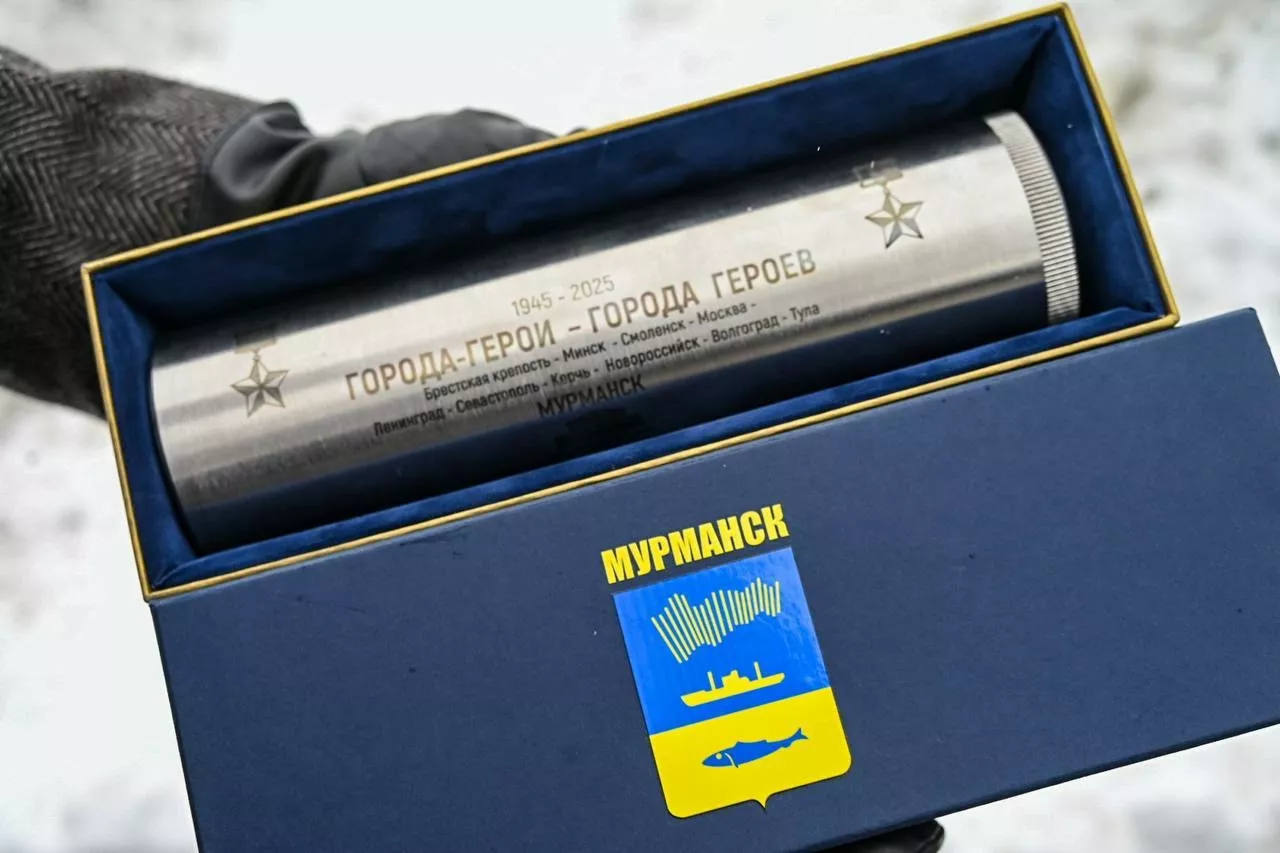 1945 - 2025
ГОРОДА-ГЕРОИ – ГОРОДА ГЕРОЕВ
Брестская крепость - Минск - Смоленск - Москва -
Ленинград - Севастополь - Керчь - Новороссийск - Волгоград - Тула
МУРМАНСК
МУРМАНСК